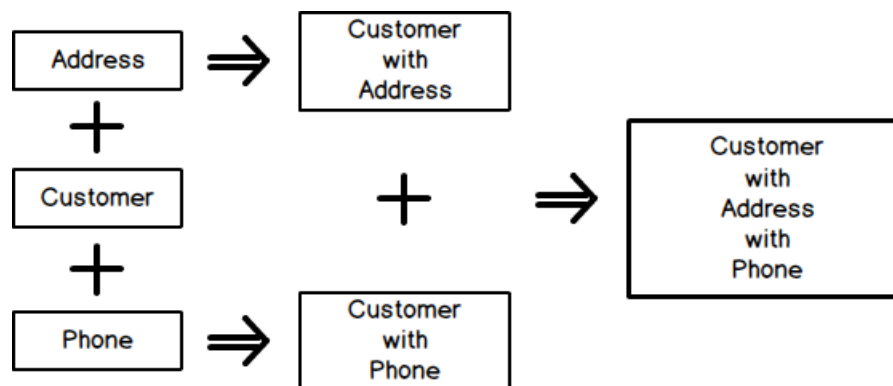 Address
Customer
with
Address
Customer
Customer
with
Address
with
Phone
Phone
Customer
with
Phone